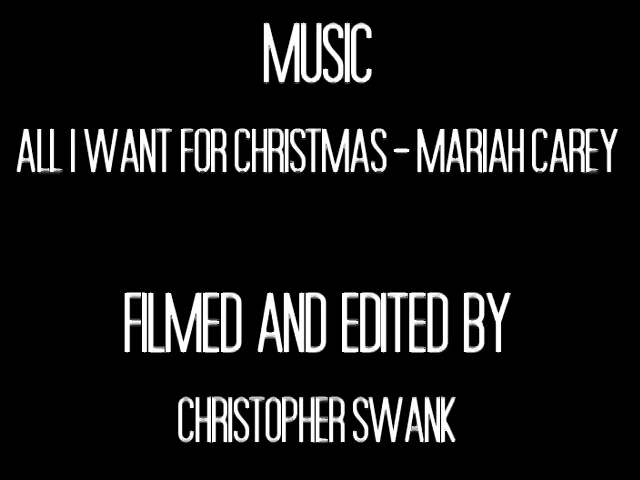 MUSIC
ALL I WANT FOR CHRISTMAS - MARIAH CAREY
FILMED AND EDITED BY
CHRISTOPHER SWANK